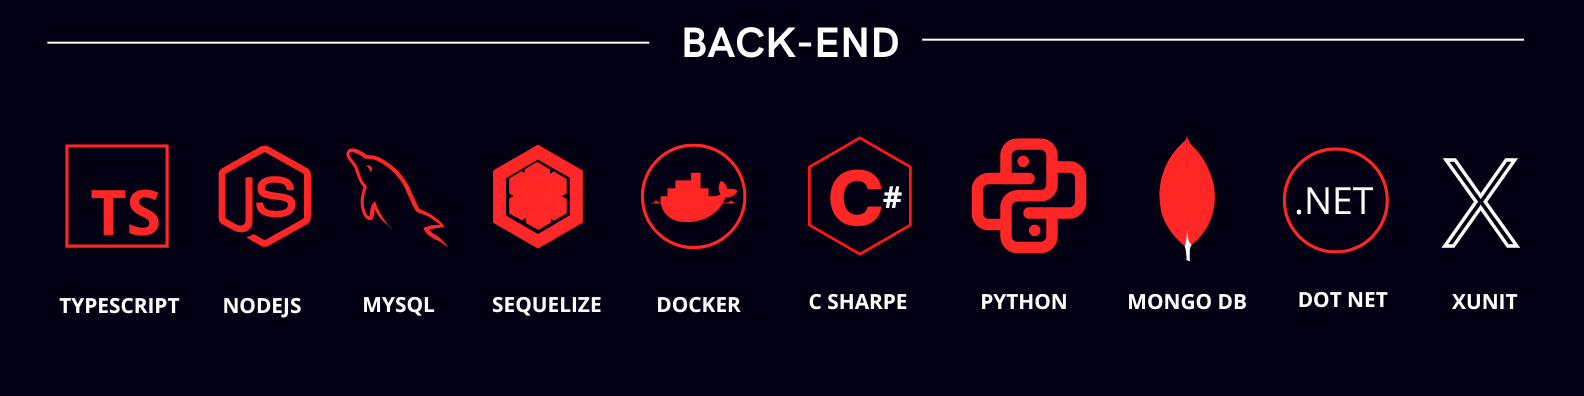 BACK-END
TS
JS
C#
.NET
X
TYPESCRIPT
NODEJS
MYSQL
SEQUELIZE
DOCKER
C SHARPE
PYTHON
MONGO DB
DOT NET
XUNIT